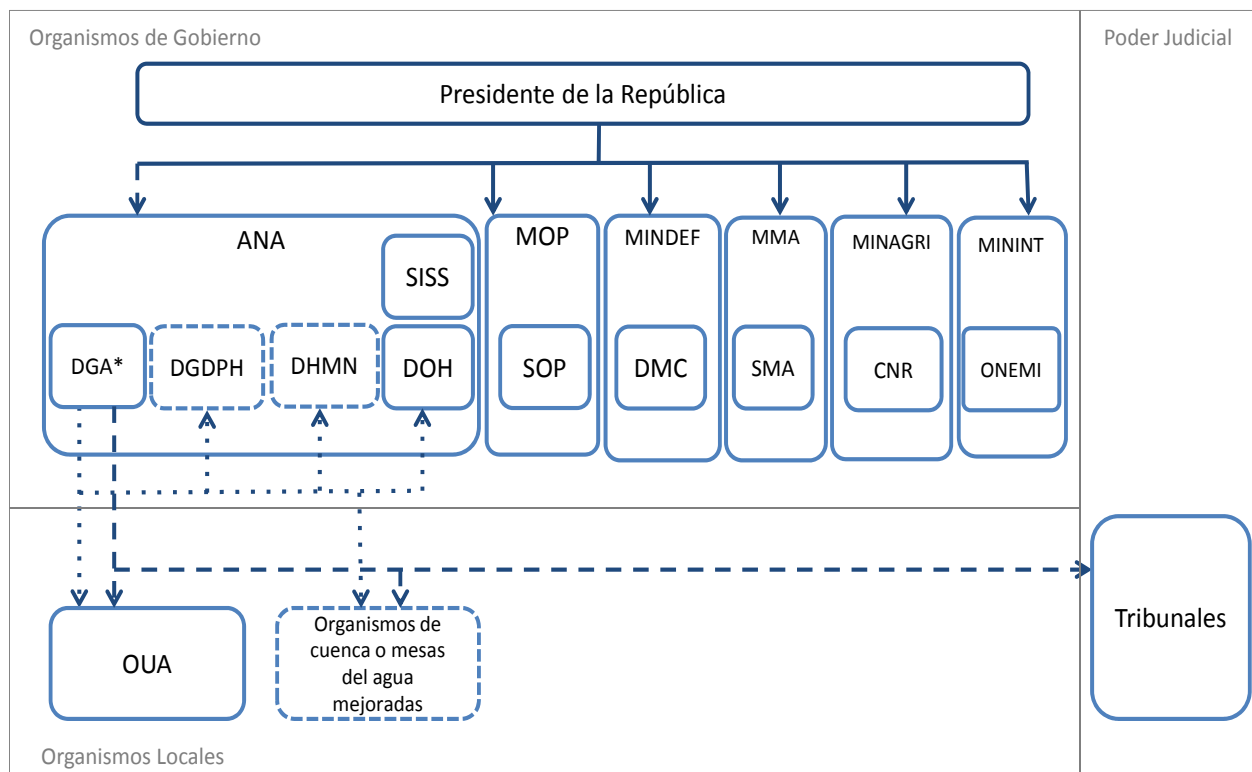 Organismos de Gobierno
Poder Judicial
Presidente de la República
ANA
MOP
MINDEF
MMA
MINAGRI
MININT
SISS
DGA*
DGDPH
DHMN
DOH
SOP
DMC
SMA
CNR
ONEMI
Tribunales
OUA
Organismos de
cuenca o mesas
del agua
mejoradas
Organismos Locales